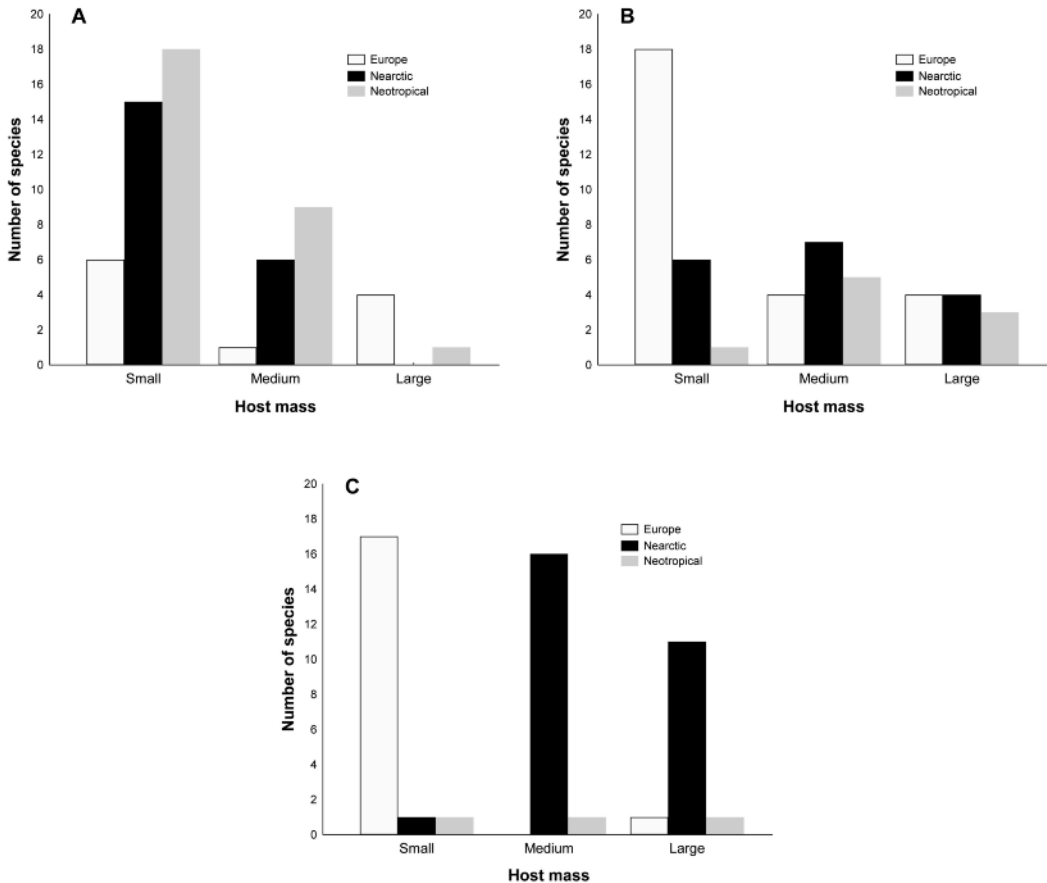 A
20
18
16
14
12
10
8
6
4
2
0
Number of species
Europe
Nearctic
Neotropical
Small Medium Large
Host mass
B
20
18
16
14
12
10
8
6
4
2
0
Number of species
Europe
Nearctic
Neotropical
Small Medium Large
Host mass
C
20
18
16
14
12
10
8
6
4
2
0
Number of species
Europe
Nearctic
Neotropical
Small Medium Large
Host mass